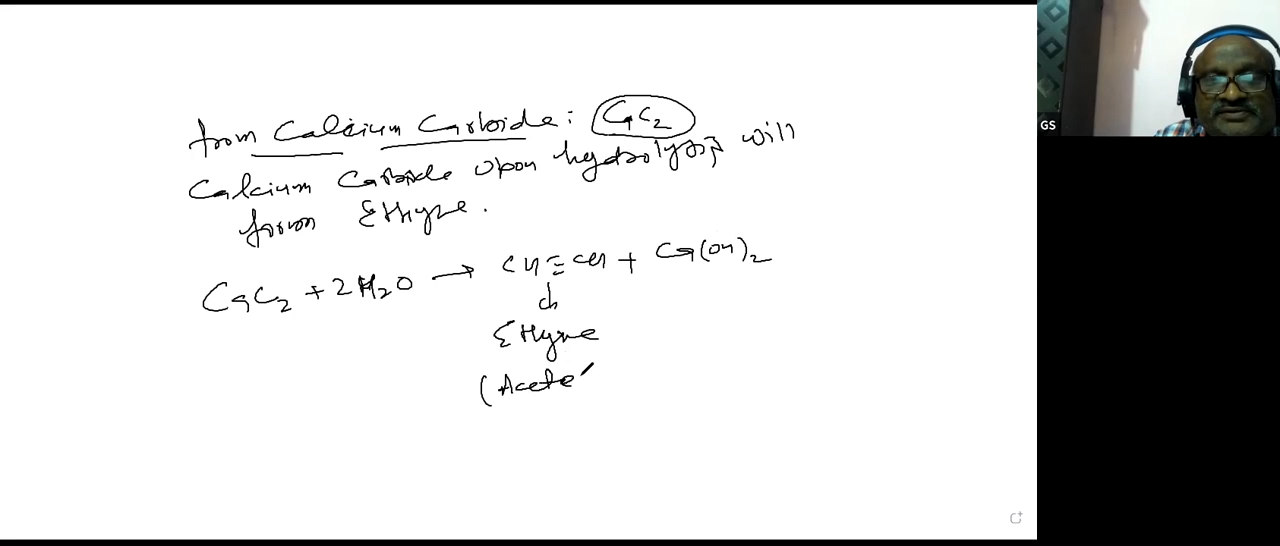 from Calcium Carbide: CaC2
Calcium Carbide upon hydrolysis will
form Ethyne.
CaC2 + 2H2O → CH≡CH + Ca(OH)2
Ethyne
(Acete
GS